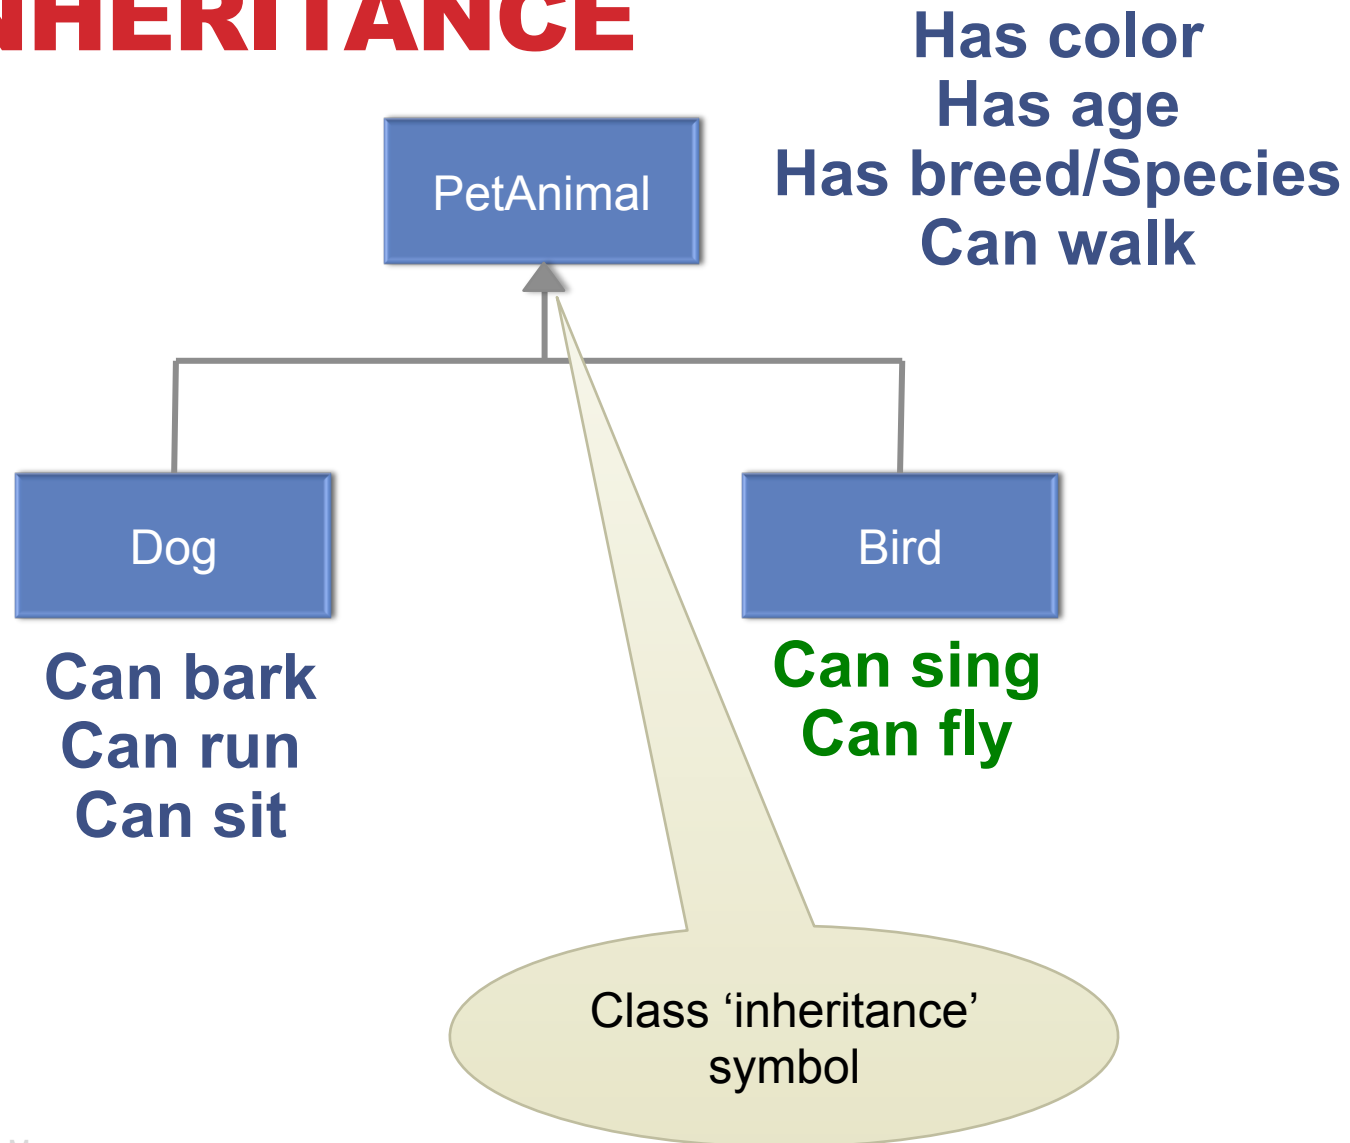 NHERITANCE
Has color
Has age
Has breed/Species
Can walk
PetAnimal
Dog
Bird
Can bark
Can run
Can sit
Can sing
Can fly
Class ‘inheritance’
symbol